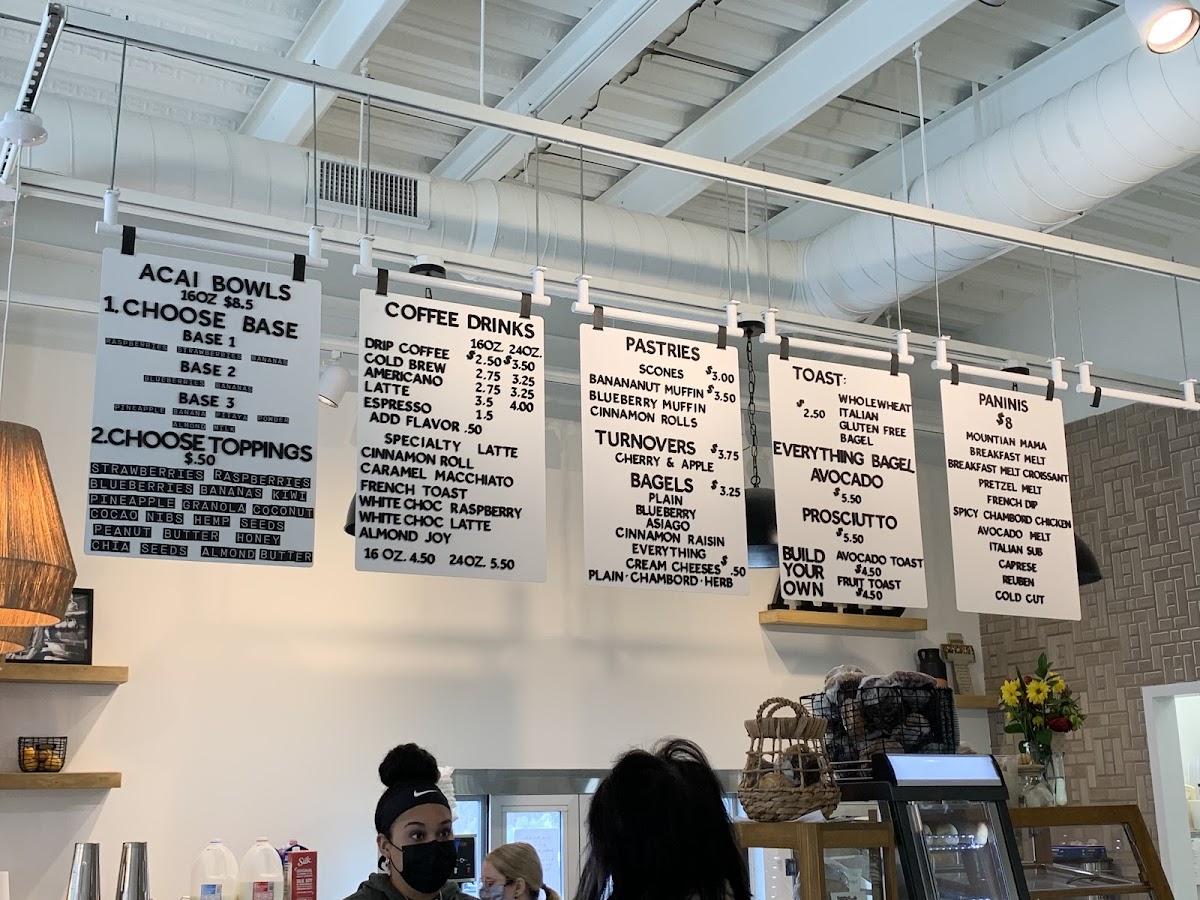 ACAI BOWLS
16OZ $8.5
1.CHOOSE BASE
BASE 1
RASPBERRIES STRAWBERRIES BANANAS
BASE 2
BLUEBERRIES BANANAS
BASE 3
PINEAPPLE BANANA PITAYA POWDER
ALMOND MILK
2.CHOOSE TOPPINGS
$.50
STRAWBERRIES RASPBERRIES
BLUEBERRIES BANANAS KIWI
PINEAPPLE GRANOLA COCONUT
COCAO NIBS HEMP SEEDS
PEANUT BUTTER HONEY
CHIA SEEDS ALMOND BUTTER
COFFEE DRINKS
16OZ. 24OZ.
DRIP COFFEE $2.50 $3.50
COLD BREW 2.75 3.25
AMERICANO 2.75 3.25
LATTE 3.5 4.00
ESPRESSO 1.5
ADD FLAVOR .50
SPECIALTY LATTE
CINNAMON ROLL
CARAMEL MACCHIATO
FRENCH TOAST
WHITE CHOC RASPBERRY
WHITE CHOC LATTE
ALMOND JOY
16 OZ. 4.50 24OZ. 5.50
PASTRIES
SCONES $3.00
BANANANUT MUFFIN $3.50
BLUEBERRY MUFFIN
CINNAMON ROLLS
TURNOVERS $3.75
CHERRY & APPLE
BAGELS $3.25
PLAIN
BLUEBERRY
ASIAGO
CINNAMON RAISIN
EVERYTHING
CREAM CHEESES $.50
PLAIN·CHAMBORD·HERB
TOAST:
$2.50 WHOLEWHEAT
ITALIAN
GLUTEN FREE
BAGEL
EVERYTHING BAGEL
AVOCADO
$5.50
PROSCIUTTO
$5.50
BUILD YOUR OWN
AVOCADO TOAST
$4.50
FRUIT TOAST
$4.50
PANINIS
$8
MOUNTIAN MAMA
BREAKFAST MELT
BREAKFAST MELT CROISSANT
PRETZEL MELT
FRENCH DIP
SPICY CHAMBORD CHICKEN
AVOCADO MELT
ITALIAN SUB
CAPRESE
REUBEN
COLD CUT
Silk